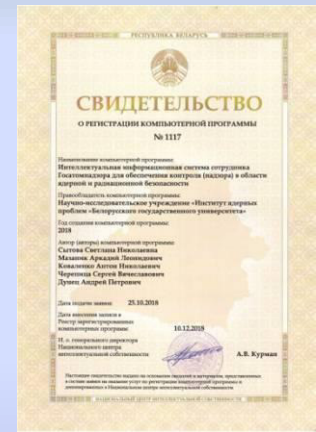 РЕСПУБЛИКА БЕЛАРУСЬ
СВИДЕТЕЛЬСТВО
О РЕГИСТРАЦИИ КОМПЬЮТЕРНОЙ ПРОГРАММЫ
№ 1117
Наименование компьютерной программы:
Интеллектуальная информационная система сотрудника
Госатомнадзора для обеспечения контроля (надзора) в области
ядерной и радиационной безопасности
Правообладатель компьютерной программы:
Научно-исследовательское учреждение «Институт ядерных
проблем «Белорусского государственного университета»
Год создания компьютерной программы:
2018
Автор (авторы) компьютерной программы:
Сытова Светлана Николаевна
Мазаник Аркадий Леонидович
Коваленко Антон Николаевич
Черепица Сергей Вячеславович
Дунец Андрей Петрович
Дата подачи заявки: 25.10.2018
Дата внесения записи в
Реестр зарегистрированных
компьютерных программ: 10.12.2018
И. о. генерального директора
Национального центра
интеллектуальной собственности А.В. Курман